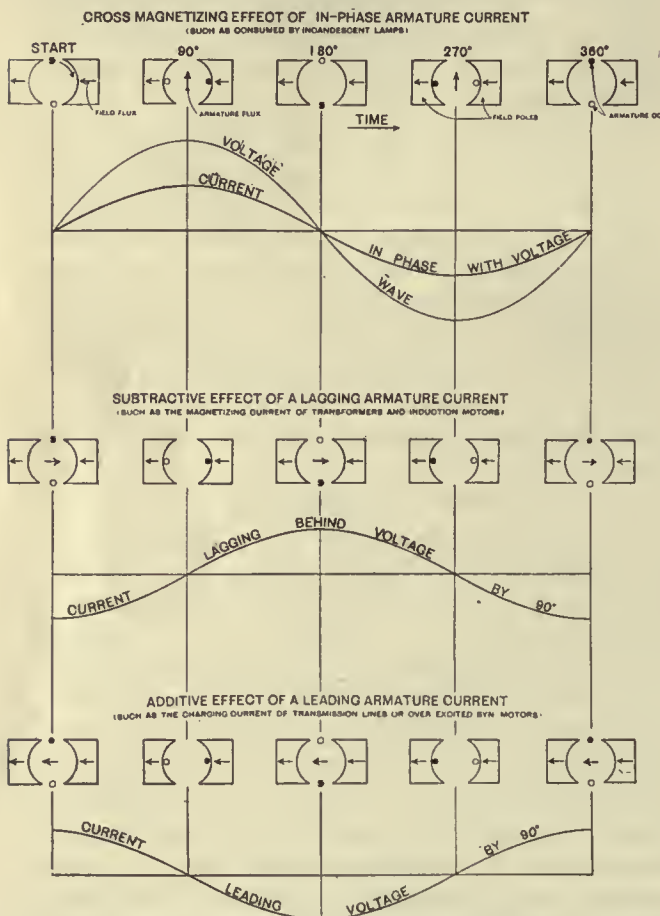 CROSS MAGNETIZING EFFECT OF IN-PHASE ARMATURE CURRENT
(SUCH AS CONSUMED BY INCANDESCENT LAMPS)
START 90° 180° 270° 360°
FIELD FLUX ARMATURE FLUX FIELD POLES ARMATURE
TIME
VOLTAGE
CURRENT
IN PHASE WITH VOLTAGE
WAVE
SUBTRACTIVE EFFECT OF A LAGGING ARMATURE CURRENT
(SUCH AS THE MAGNETIZING CURRENT OF TRANSFORMERS AND INDUCTION MOTORS)
CURRENT LAGGING BEHIND VOLTAGE BY 90°
ADDITIVE EFFECT OF A LEADING ARMATURE CURRENT
(SUCH AS THE CHARGING CURRENT OF TRANSMISSION LINES OR OVER EXCITED SYN MOTORS)
CURRENT LEADING VOLTAGE BY 90°